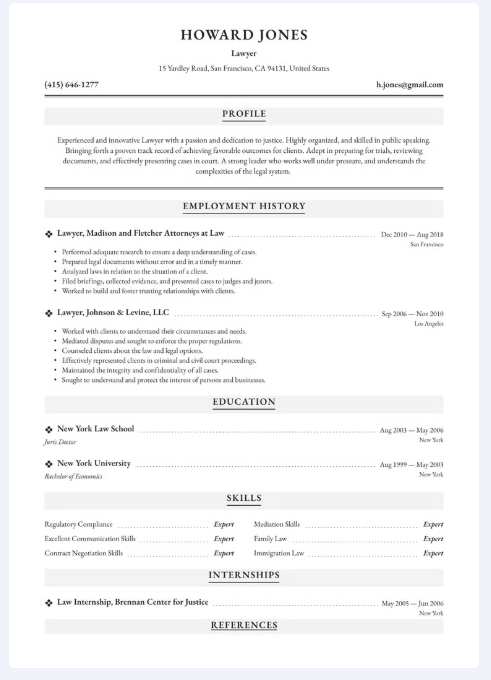 HOWARD JONES
Lawyer
15 Yardley Road, San Francisco, CA 94131, United States
(415) 646-1277 h.jones@gmail.com
PROFILE
Experienced and innovative Lawyer with a passion and dedication to justice. Highly organized, and skilled in public speaking.
Bringing forth a proven track record of achieving favorable outcomes for clients. Adept in preparing for trials, reviewing
documents, and effectively presenting cases in court. A strong leader who works well under pressure, and understands the
complexities of the legal system.
EMPLOYMENT HISTORY
Lawyer, Madison and Fletcher Attorneys at Law Dec 2010 — Aug 2018
San Francisco
• Performed adequate research to ensure a deep understanding of cases.
• Prepared legal documents without error and in a timely manner.
• Analyzed laws in relation to the situation of a client.
• Filed briefings, collected evidence, and presented cases to judges and jurors.
• Worked to build and foster trusting relationships with clients.
Lawyer, Johnson & Levine, LLC Sep 2006 — Nov 2010
Los Angeles
• Worked with clients to understand their circumstances and needs.
• Mediated disputes and sought to enforce the proper regulations.
• Counseled clients about the law and legal options.
• Effectively represented clients in criminal and civil court proceedings.
• Maintained the integrity and confidentiality of all cases.
• Sought to understand and protect the interest of persons and businesses.
EDUCATION
New York Law School Aug 2003 — May 2006
Juris Doctor New York
New York University Aug 1999 — May 2003
Bachelor of Economics New York
SKILLS
Regulatory Compliance Expert Mediation Skills Expert
Excellent Communication Skills Expert Family Law Expert
Contract Negotiation Skills Expert Immigration Law Expert
INTERNSHIPS
Law Internship, Brennan Center for Justice May 2005 — Jun 2006
New York
REFERENCES